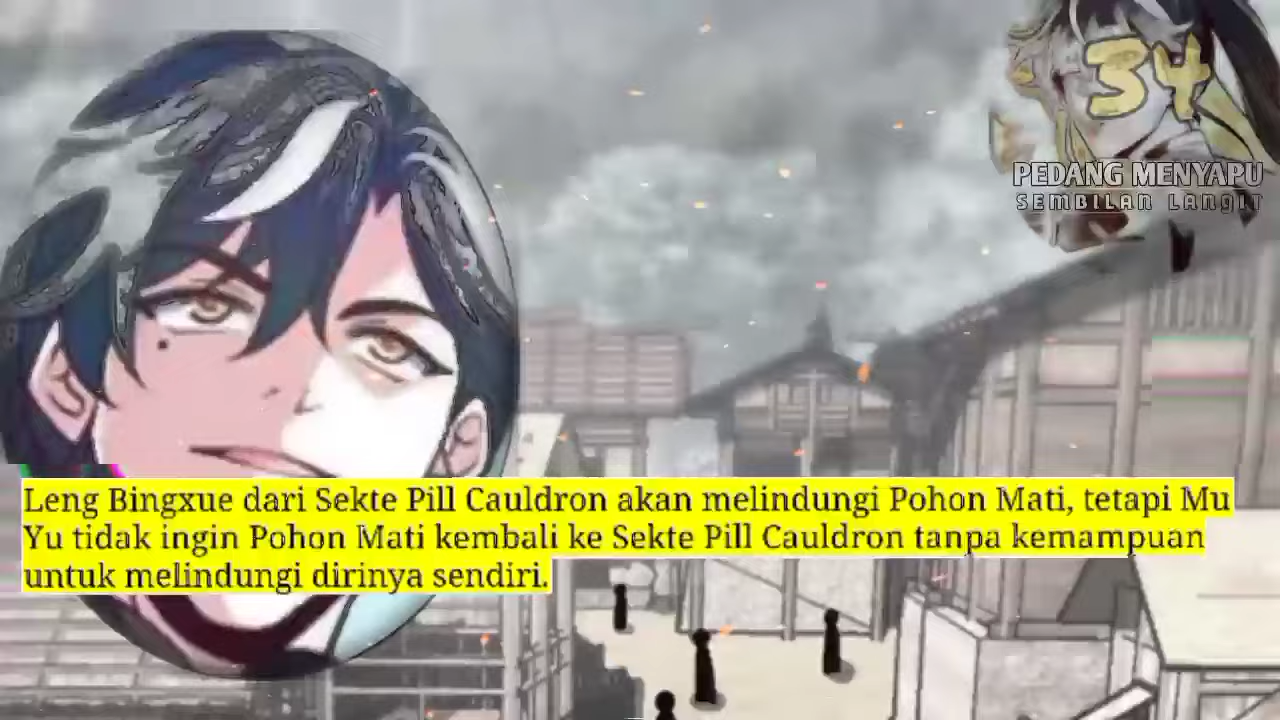 34
PEDANG MENYAPU
SEMBILAN LANGIT
Leng Bingxue dari Sekte Pill Cauldron akan melindungi Pohon Mati, tetapi Mu
Yu tidak ingin Pohon Mati kembali ke Sekte Pill Cauldron tanpa kemampuan
untuk melindungi dirinya sendiri.